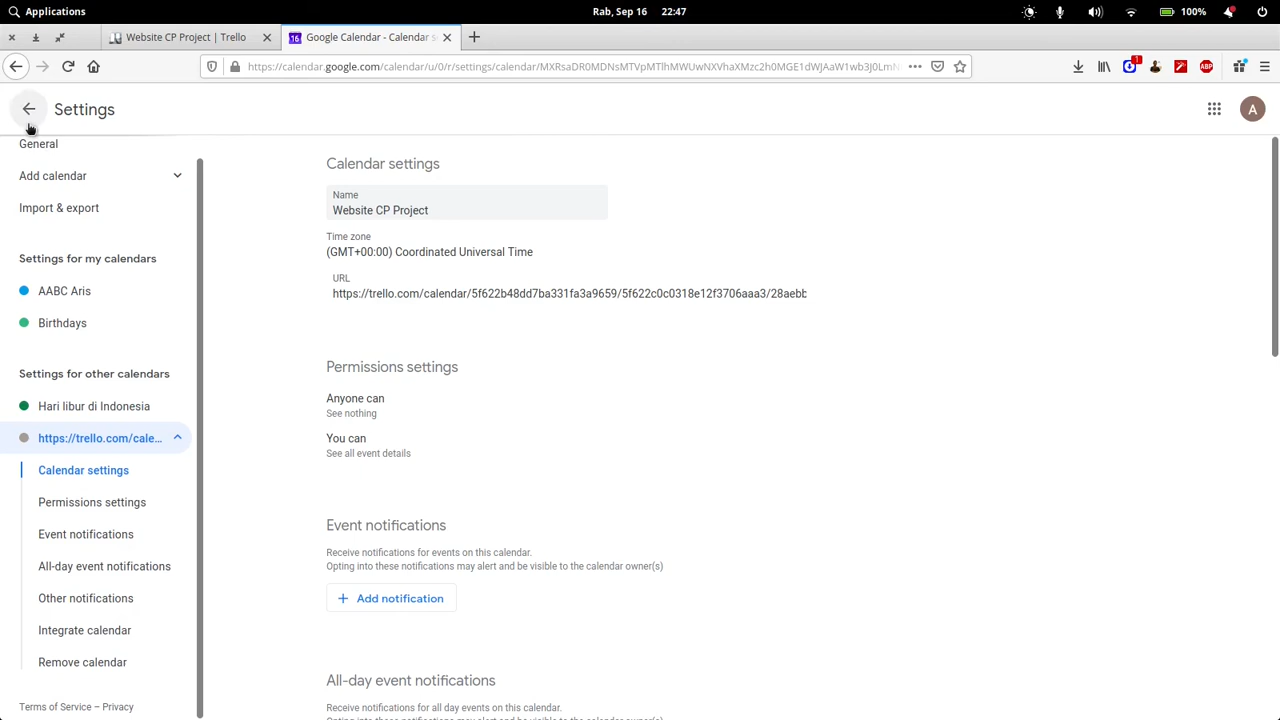 Applications
Rab, Sep 16 22:47
100%
Website CP Project | Trello
Google Calendar - Calendar s
https://calendar.google.com/calendar/u/0/r/settings/calendar/
Settings
A
General
Add calendar
Import & export
Settings for my calendars
AABC Aris
Birthdays
Settings for other calendars
Hari libur di Indonesia
https://trello.com/cale...
Calendar settings
Permissions settings
Event notifications
All-day event notifications
Other notifications
Integrate calendar
Remove calendar
Terms of Service – Privacy
Calendar settings
Name
Website CP Project
Time zone
(GMT+00:00) Coordinated Universal Time
URL
https://trello.com/calendar/5f622b48dd7ba331fa3a9659/5f622c0c0318e12f3706aaa3/28aebb
Permissions settings
Anyone can
See nothing
You can
See all event details
Event notifications
Receive notifications for events on this calendar.
Opting into these notifications may alert and be visible to the calendar owner(s)
+ Add notification
All-day event notifications
Receive notifications for all day events on this calendar.